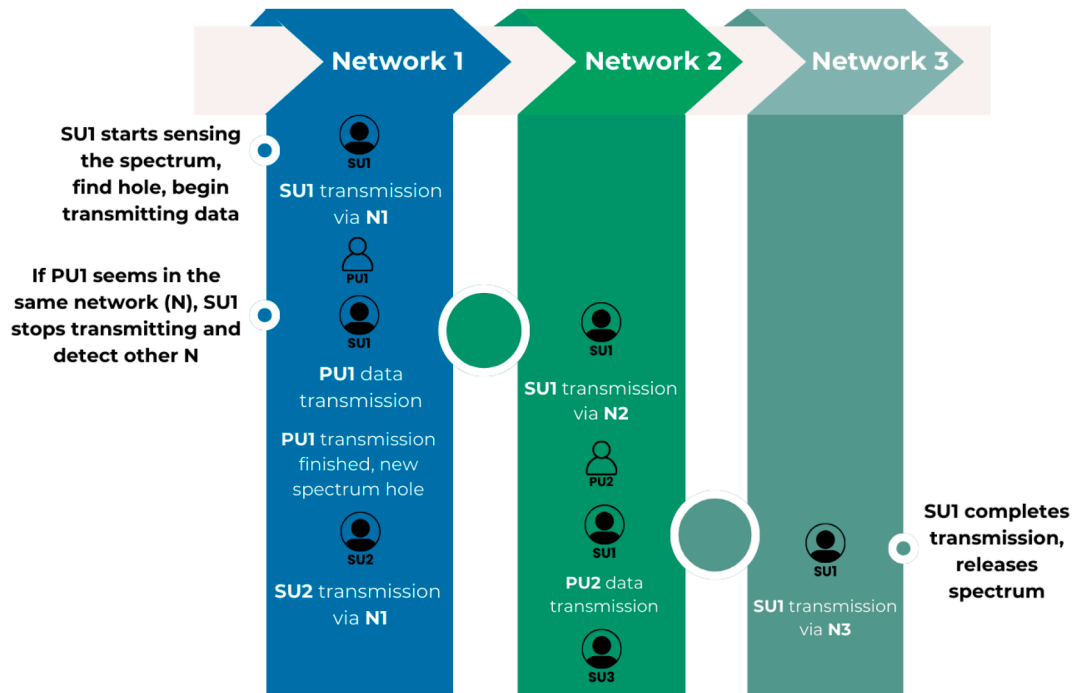 Network 1
Network 2
Network 3
SU1 starts sensing
the spectrum,
find hole, begin
transmitting data
If PU1 seems in the
same network (N), SU1
stops transmitting and
detect other N
SU1
SU1 transmission
via N1
PU1
SU1
PU1 data
transmission
PU1 transmission
finished, new
spectrum hole
SU2
SU2 transmission
via N1
SU1
SU1 transmission
via N2
PU2
SU1
PU2 data
transmission
SU3
SU1
SU1 transmission
via N3
SU1 completes
transmission,
releases
spectrum